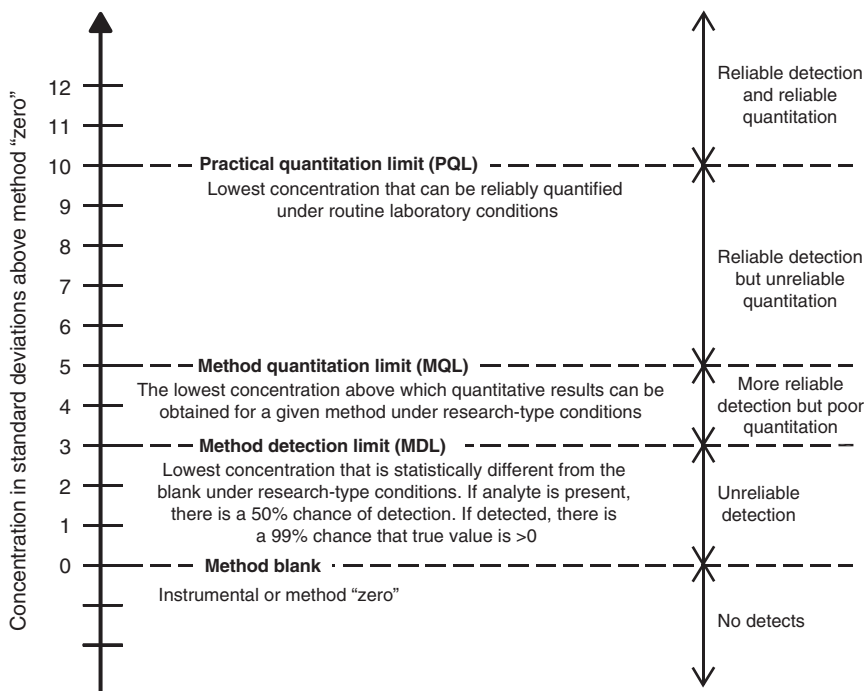 Concentration in standard deviations above method "zero"
12
11
10
9
8
7
6
5
4
3
2
1
0
Practical quantitation limit (PQL)
Lowest concentration that can be reliably quantified
under routine laboratory conditions
Method quantitation limit (MQL)
The lowest concentration above which quantitative results can be
obtained for a given method under research-type conditions
Method detection limit (MDL)
Lowest concentration that is statistically different from the
blank under research-type conditions. If analyte is present,
there is a 50% chance of detection. If detected, there is
a 99% chance that true value is >0
Method blank
Instrumental or method "zero"
Reliable detection
and reliable
quantitation
Reliable detection
but unreliable
quantitation
More reliable
detection but poor
quantitation
Unreliable
detection
No detects